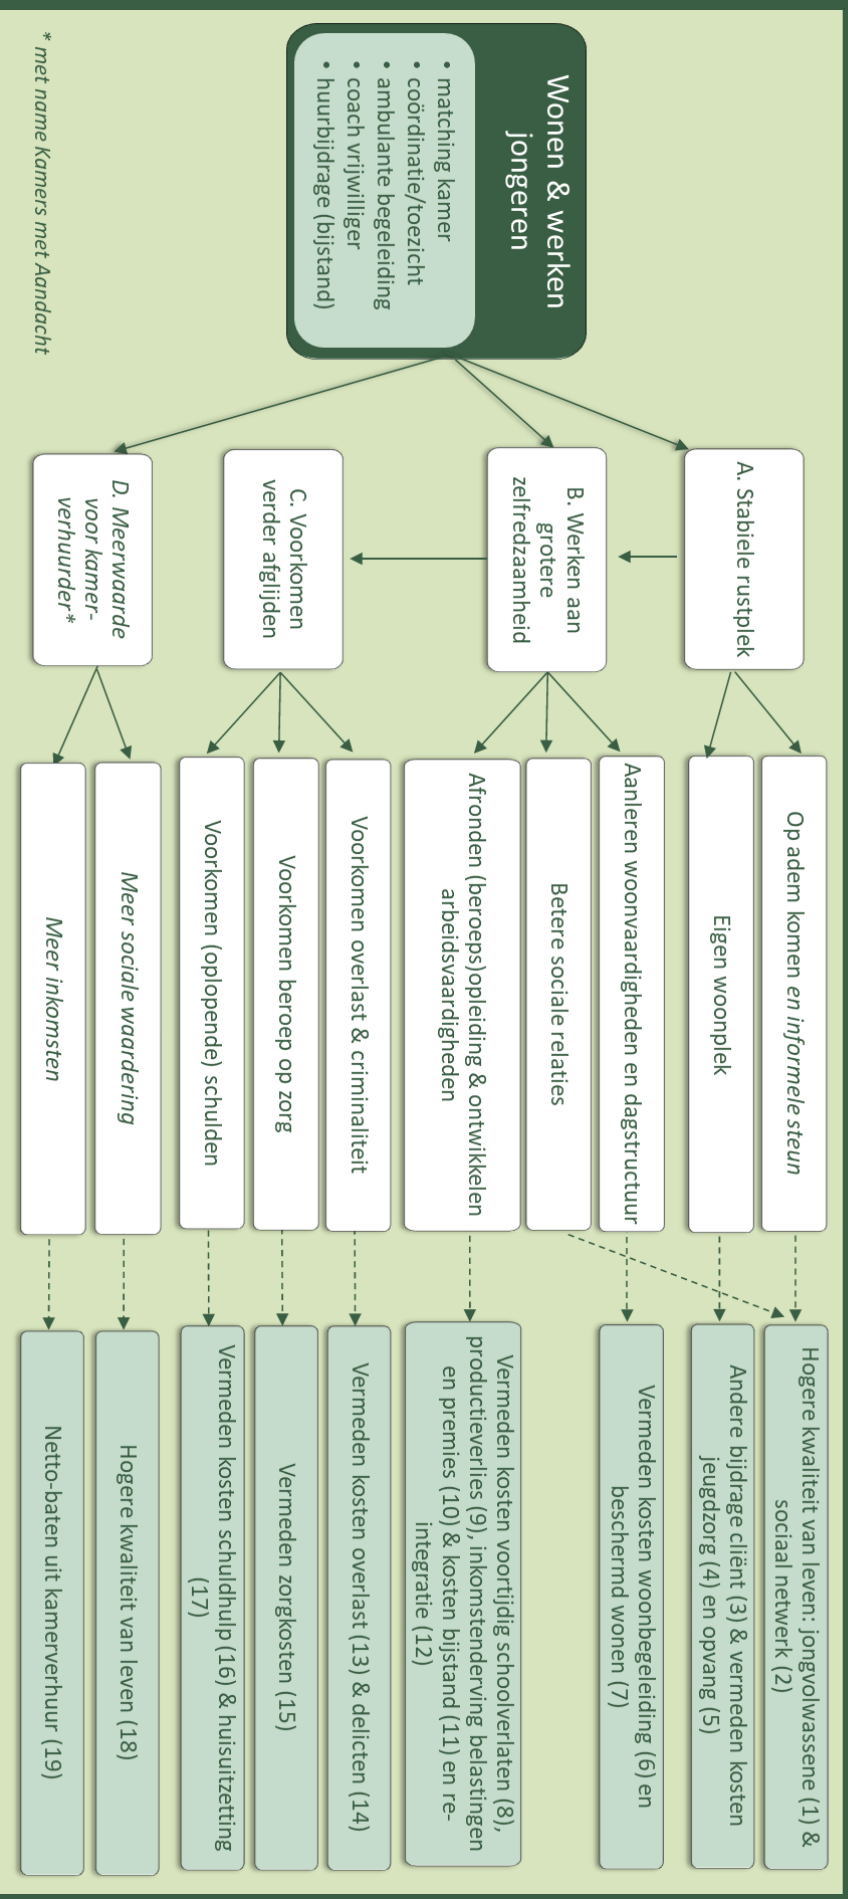 Wonen & werken
jongeren
• matching kamer
• coördinatie/toezicht
• ambulante begeleiding
• coach vrijwilliger
• huurbijdrage (bijstand)
A. Stabiele rustplek
B. Werken aan
grotere
zelfredzaamheid
C. Voorkomen
verder afglijden
D. Meerwaarde
voor kamer-
verhuurder*
Op adem komen en informele steun
Eigen woonplek
Aanleren woonvaardigheden en dagstructuur
Betere sociale relaties
Afronden (beroeps)opleiding & ontwikkelen
arbeidsvaardigheden
Voorkomen overlast & criminaliteit
Voorkomen beroep op zorg
Voorkomen (oplopende) schulden
Meer sociale waardering
Meer inkomsten
Hogere kwaliteit van leven: jongvolwassene (1) &
sociaal netwerk (2)
Andere bijdrage cliënt (3) & vermeden kosten
jeugdzorg (4) en opvang (5)
Vermeden kosten woonbegeleiding (6) en
beschermd wonen (7)
Vermeden kosten voortijdig schoolverlaten (8),
productieverlies (9), inkomstenderving belastingen
en premies (10) & kosten bijstand (11) en re-
integratie (12)
Vermeden kosten overlast (13) & delicten (14)
Vermeden zorgkosten (15)
Vermeden kosten schuldhulp (16) & huisuitzetting
(17)
Hogere kwaliteit van leven (18)
Netto-baten uit kamerverhuur (19)
* met name Kamers met Aandacht